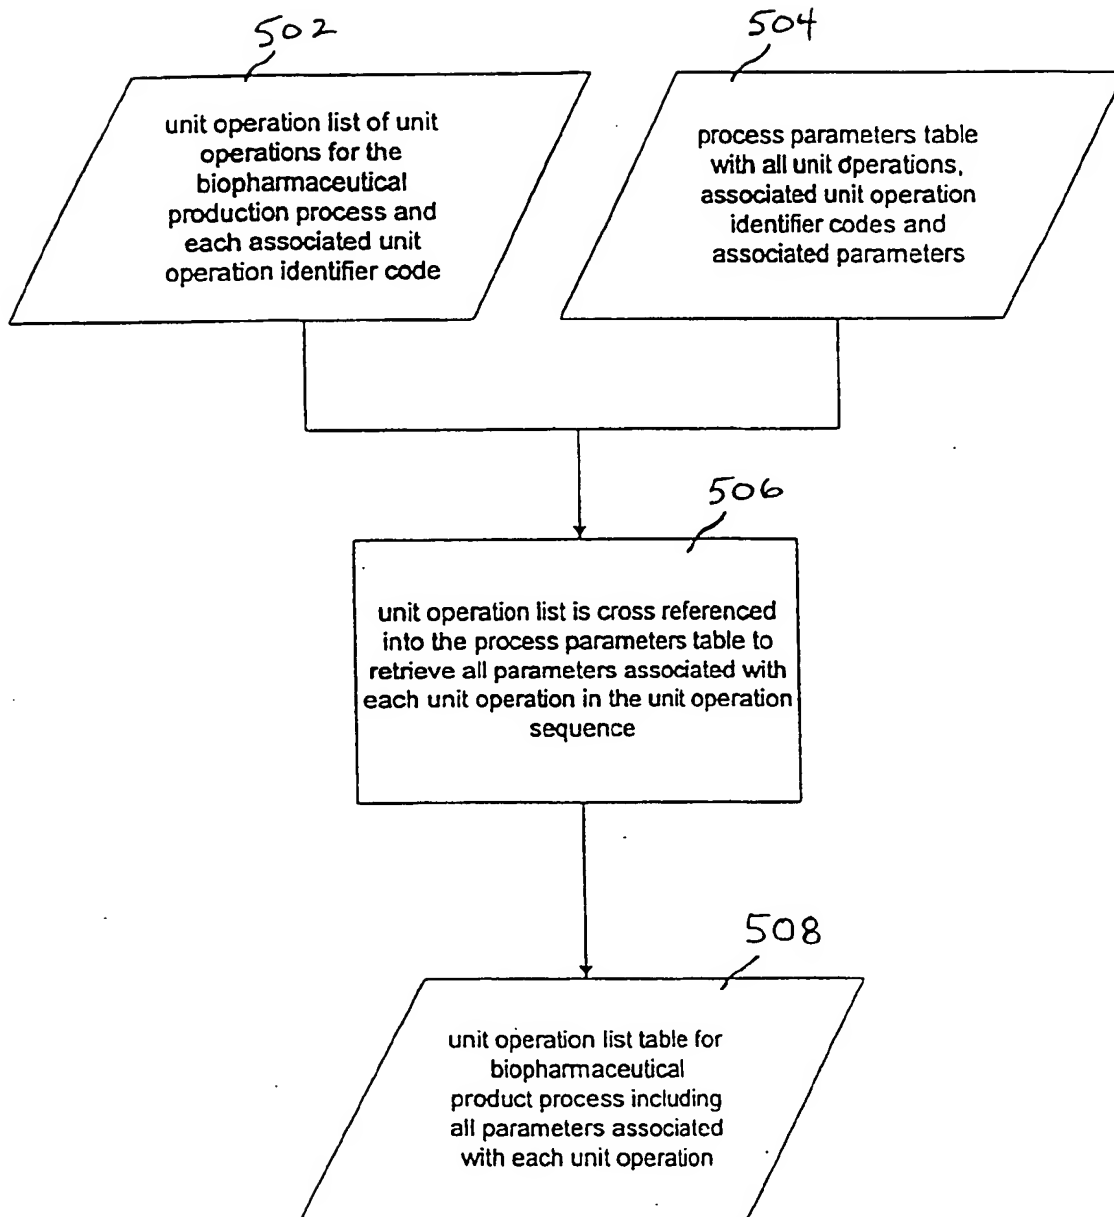 502
unit operation list of unit
operations for the
biopharmaceutical
production process and
each associated unit
operation identifier code
504
process parameters table
with all unit operations,
associated unit operation
identifier codes and
associated parameters
506
unit operation list is cross referenced
into the process parameters table to
retrieve all parameters associated with
each unit operation in the unit operation
sequence
508
unit operation list table for
biopharmaceutical
product process including
all parameters associated
with each unit operation